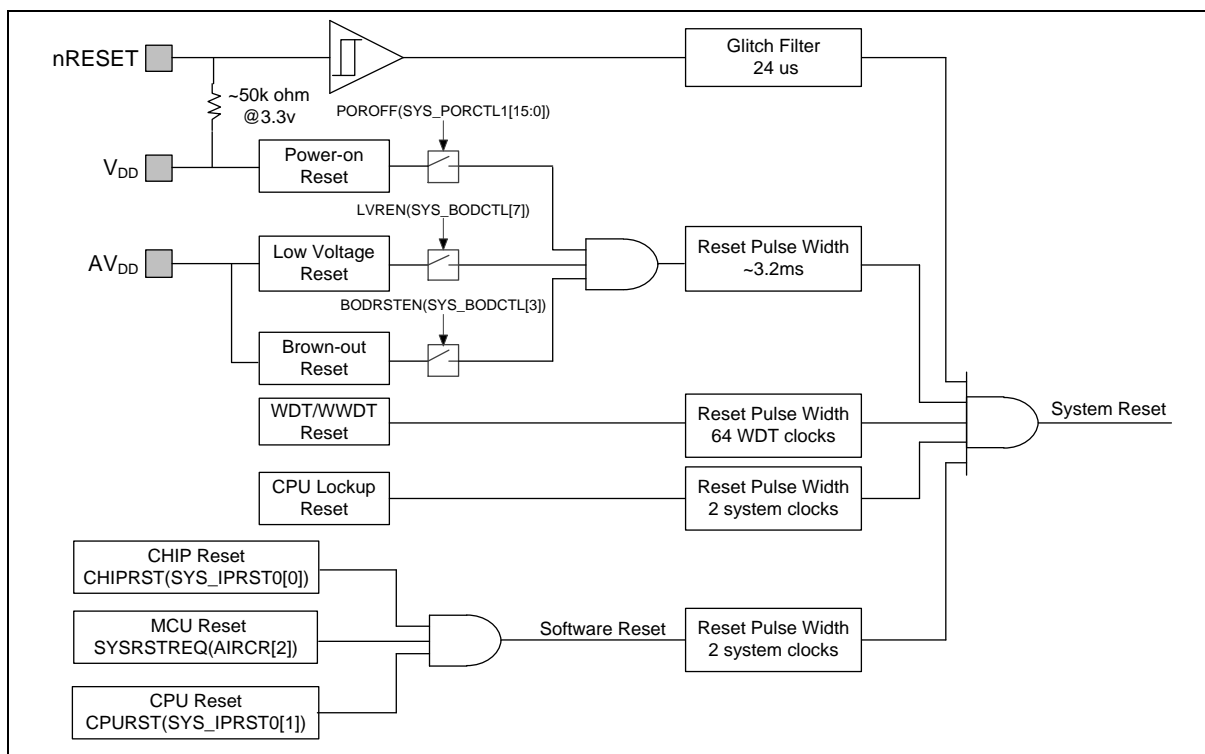 nRESET
Glitch Filter
24 us
~50k ohm
@3.3v
POROFF(SYS_PORCTL1[15:0])
VDD
Power-on
Reset
LVREN(SYS_BODCTL[7])
AVDD
Low Voltage
Reset
Reset Pulse Width
~3.2ms
BODRSTEN(SYS_BODCTL[3])
Brown-out
Reset
WDT/WWDT
Reset
Reset Pulse Width
64 WDT clocks
System Reset
CPU Lockup
Reset
Reset Pulse Width
2 system clocks
CHIP Reset
CHIPRST(SYS_IPRST0[0])
MCU Reset
SYSRSTREQ(AIRCR[2])
Software Reset
Reset Pulse Width
2 system clocks
CPU Reset
CPURST(SYS_IPRST0[1])